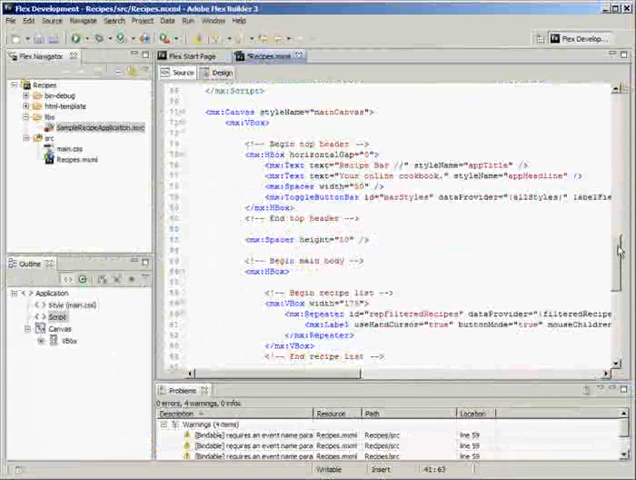 Flex Development - Recipes/src/Recipes.mxml - Adobe Flex Builder 3
File Edit Source Navigate Search Project Data Run Window Help
Flex Develop...
Flex Navigator
Flex Start Page
*Recipes.mxml
Source
Design
Recipes
bin-debug
html-template
libs
SampleRecipeApplication.swc
src
main.css
Recipes.mxml
</mx:Script>
<mx:Canvas styleName="mainCanvas">
<mx:VBox>
<!-- Begin top header -->
<mx:HBox horizontalGap="0">
<mx:Text text="Recipe Bar //" styleName="appTitle" />
<mx:Text text="Your online cookbook." styleName="appHeadline" />
<mx:Spacer width="50" />
<mx:ToggleButtonBar id="barStyles" dataProvider="{allStyles}" labelField
</mx:HBox>
<!-- End top header -->
<mx:Spacer height="10" />
<!-- Begin main body -->
<mx:HBox>
<!-- Begin recipe list -->
<mx:VBox width="175">
<mx:Repeater id="repFilteredRecipes" dataProvider="{filteredRecipe
<mx:Label useHandCursor="true" buttonMode="true" mouseChildren
</mx:Repeater>
</mx:VBox>
<!-- End recipe list -->
Outline
Application
Style (main.css)
Script
Canvas
VBox
Problems
0 errors, 4 warnings, 0 infos
Description Resource Path Location
Warnings (4 items)
[Bindable] requires an event name para Recipes.mxml Recipes/src line 59
[Bindable] requires an event name para Recipes.mxml Recipes/src line 59
[Bindable] requires an event name para Recipes.mxml Recipes/src line 59
Writable Insert 41:63